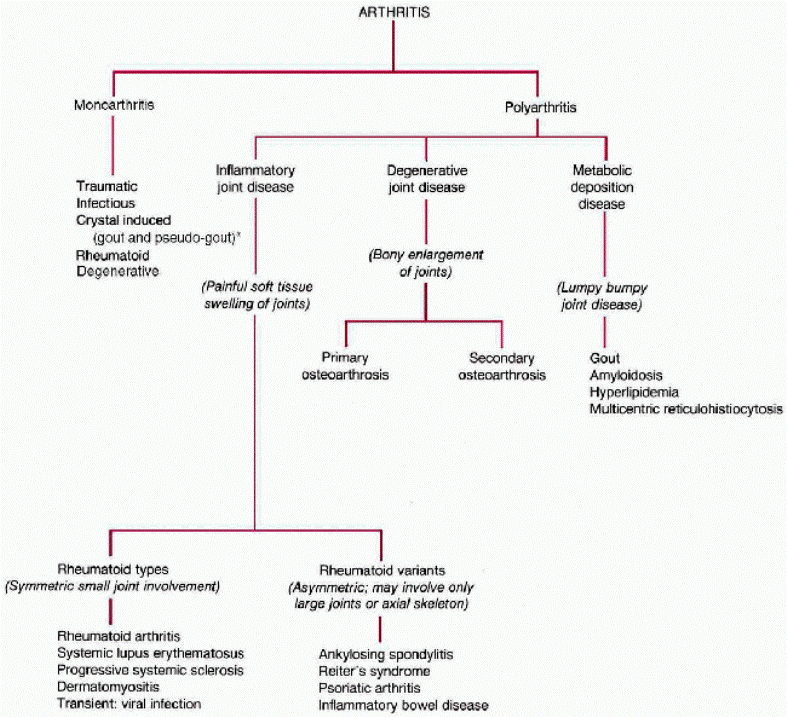 ARTHRITIS
Monoarthritis
Polyarthritis
Traumatic
Infectious
Crystal induced
(gout and pseudo-gout)*
Rheumatoid
Degenerative
Inflammatory
joint disease
Degenerative
joint disease
Metabolic
deposition
disease
(Painful soft tissue
swelling of joints)
(Bony enlargement
of joints)
(Lumpy bumpy
joint disease)
Primary
osteoarthrosis
Secondary
osteoarthrosis
Gout
Amyloidosis
Hyperlipidemia
Multicentric reticulohistiocytosis
Rheumatoid types
(Symmetric small joint involvement)
Rheumatoid arthritis
Systemic lupus erythematosus
Progressive systemic sclerosis
Dermatomyositis
Transient: viral infection
Rheumatoid variants
(Asymmetric; may involve only
large joints or axial skeleton)
Ankylosing spondylitis
Reiter's syndrome
Psoriatic arthritis
Inflammatory bowel disease